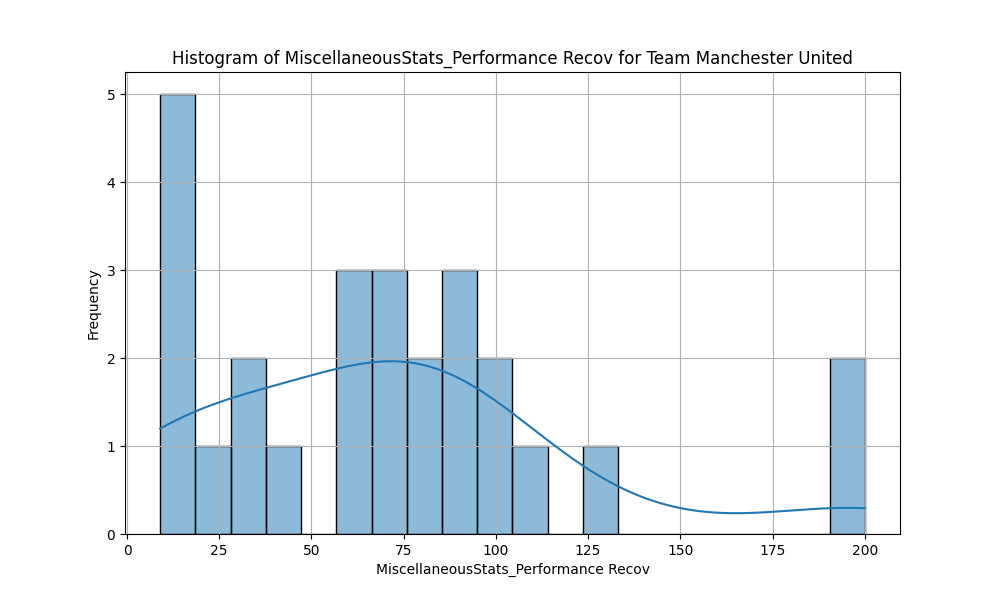 Histogram of MiscellaneousStats_Performance Recov for Team Manchester United
5
4
3
2
1
0
Frequency
0 25 50 75 100 125 150 175 200
MiscellaneousStats_Performance Recov